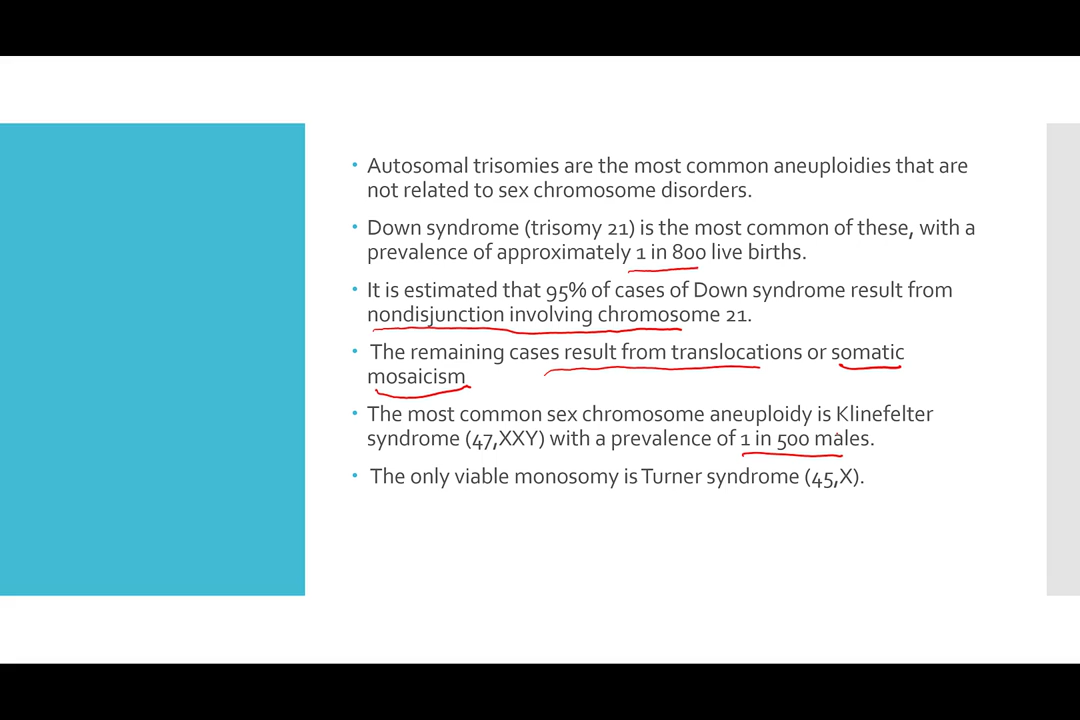 • Autosomal trisomies are the most common aneuploidies that are
not related to sex chromosome disorders.
• Down syndrome (trisomy 21) is the most common of these, with a
prevalence of approximately 1 in 800 live births.
• It is estimated that 95% of cases of Down syndrome result from
nondisjunction involving chromosome 21.
• The remaining cases result from translocations or somatic
mosaicism
• The most common sex chromosome aneuploidy is Klinefelter
syndrome (47,XXY) with a prevalence of 1 in 500 males.
• The only viable monosomy is Turner syndrome (45,X).